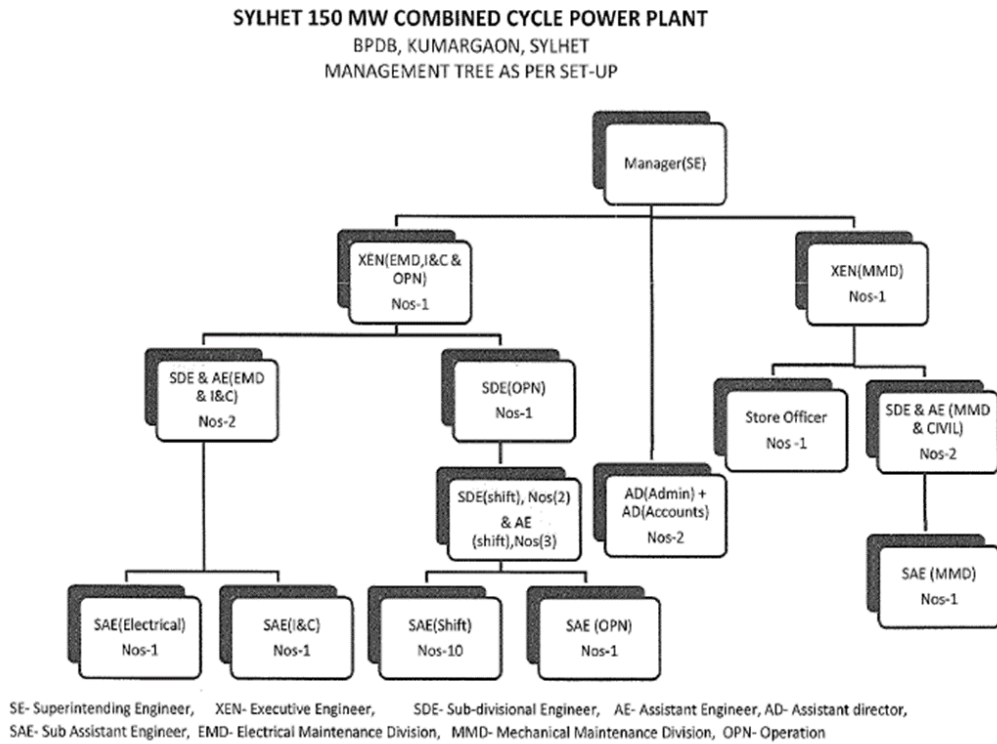 SYLHET 150 MW COMBINED CYCLE POWER PLANT
BPDB, KUMARGAON, SYLHET
MANAGEMENT TREE AS PER SET-UP
Manager(SE)
XEN(EMD,I&C &
OPN)
Nos-1
XEN(MMD)
Nos-1
SDE & AE(EMD
& I&C)
Nos-2
SDE(OPN)
Nos-1
Store Officer
Nos -1
SDE & AE (MMD
& CIVIL)
Nos-2
SDE(shift), Nos(2)
& AE
(shift),Nos(3)
AD(Admin) +
AD(Accounts)
Nos-2
SAE (MMD)
Nos-1
SAE(Electrical)
Nos-1
SAE(I&C)
Nos-1
SAE(Shift)
Nos-10
SAE (OPN)
Nos-1
SE- Superintending Engineer, XEN- Executive Engineer, SDE- Sub-divisional Engineer, AE- Assistant Engineer, AD- Assistant director,
SAE- Sub Assistant Engineer, EMD- Electrical Maintenance Division, MMD- Mechanical Maintenance Division, OPN- Operation